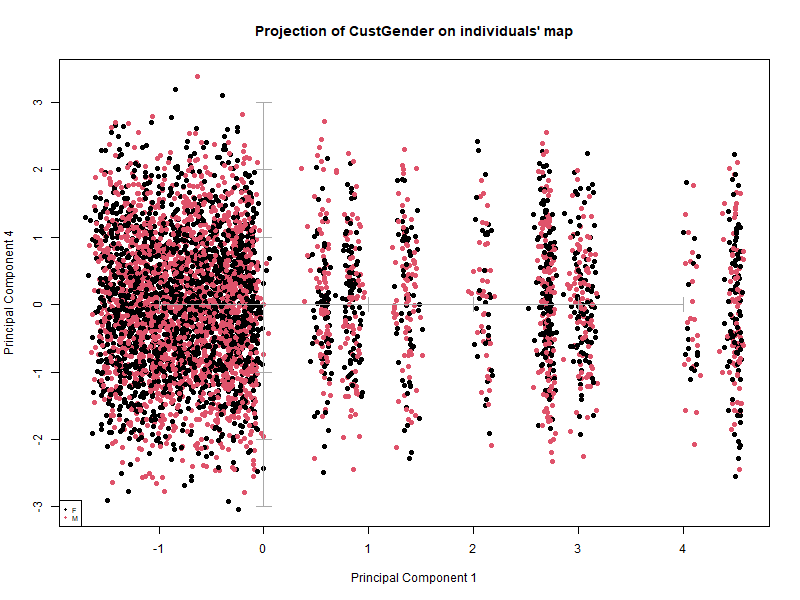 Projection of CustGender on individuals' map
Principal Component 4
3
2
1
0
-1
-2
-3
F
M
-1
0
1
2
3
4
Principal Component 1